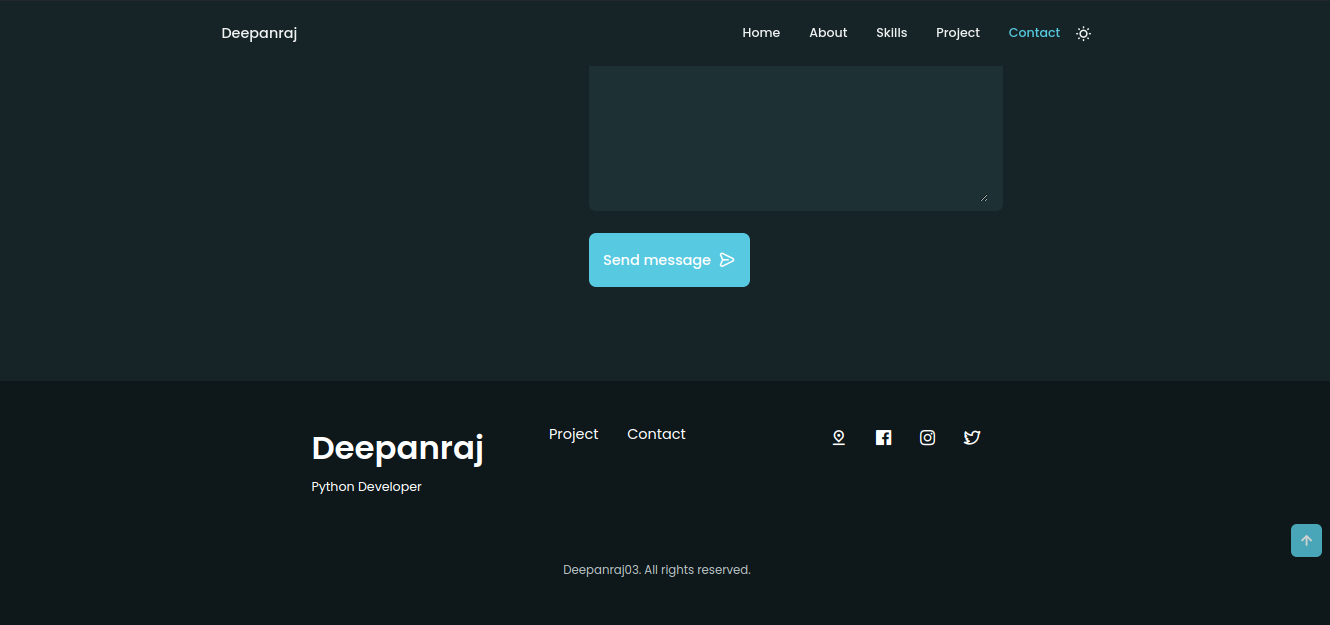 Deepanraj
Home About Skills Project Contact
Send message
Deepanraj
Project Contact
Python Developer
Deepanraj03. All rights reserved.